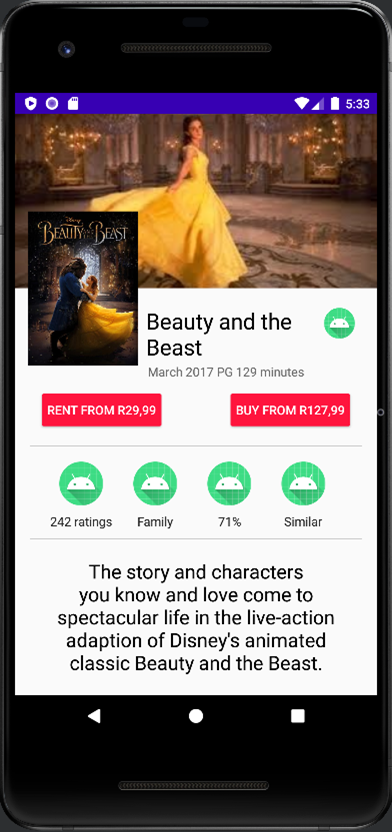 5:33
Disney
BEAUTY AND THE BEAST
Beauty and the
Beast
March 2017 PG 129 minutes
RENT FROM R29,99
BUY FROM R127,99
242 ratings
Family
71%
Similar
The story and characters
you know and love come to
spectacular life in the live-action
adaption of Disney's animated
classic Beauty and the Beast.